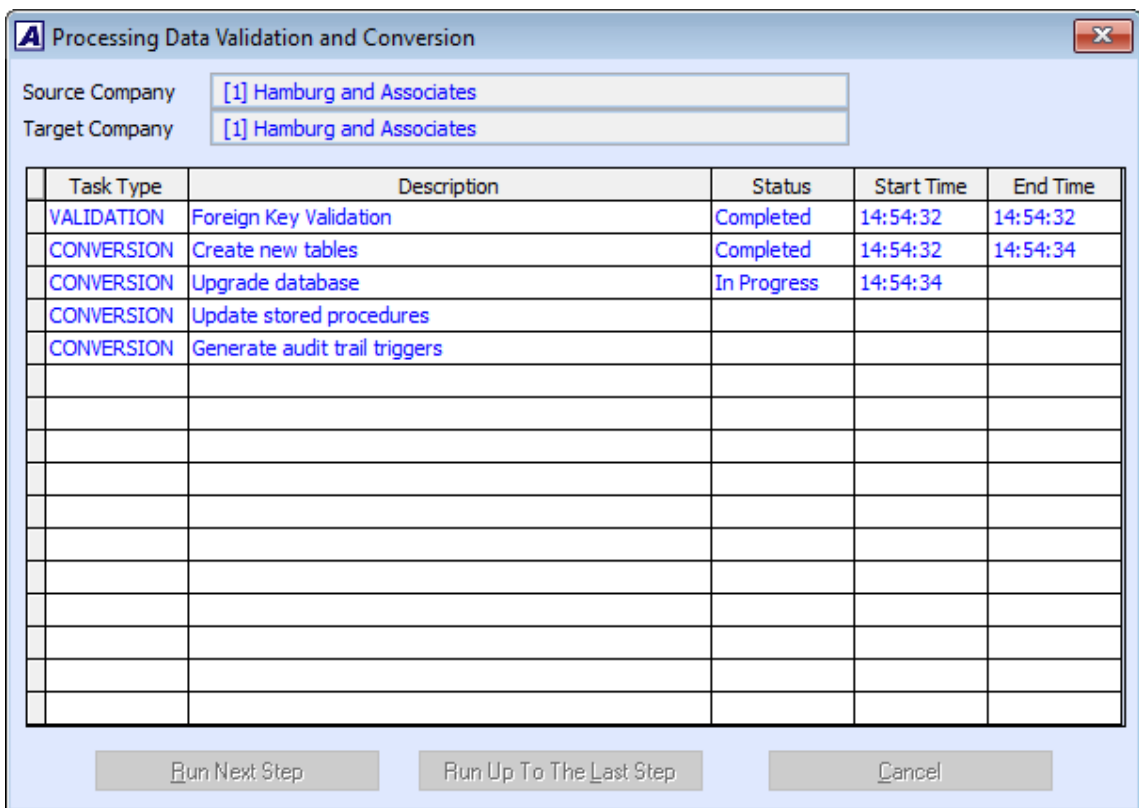 A Processing Data Validation and Conversion
Source Company [1] Hamburg and Associates
Target Company [1] Hamburg and Associates
Task Type Description Status Start Time End Time
VALIDATION Foreign Key Validation Completed 14:54:32 14:54:32
CONVERSION Create new tables Completed 14:54:32 14:54:34
CONVERSION Upgrade database In Progress 14:54:34
CONVERSION Update stored procedures
CONVERSION Generate audit trail triggers
Run Next Step Run Up To The Last Step Cancel